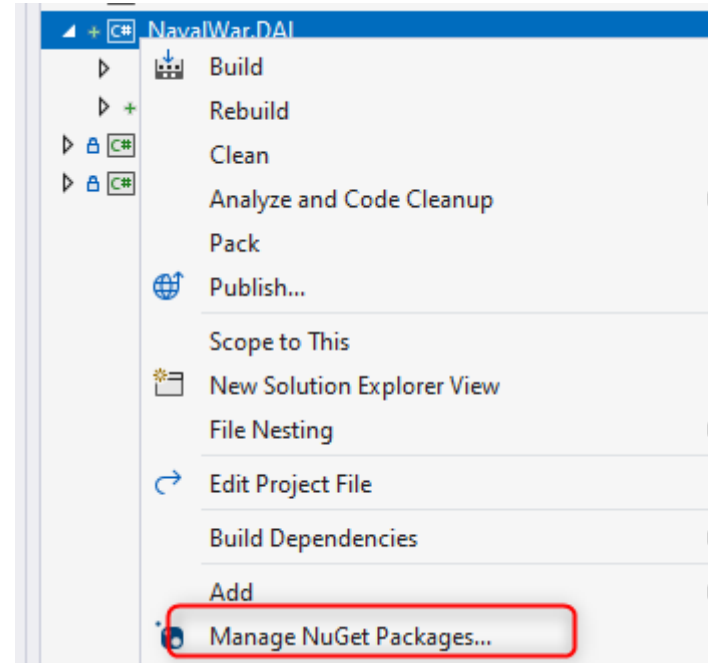 C# NavalWar.DAL
Build
Rebuild
C# Clean
C# Analyze and Code Cleanup
Pack
Publish...
Scope to This
New Solution Explorer View
File Nesting
Edit Project File
Build Dependencies
Add
Manage NuGet Packages...